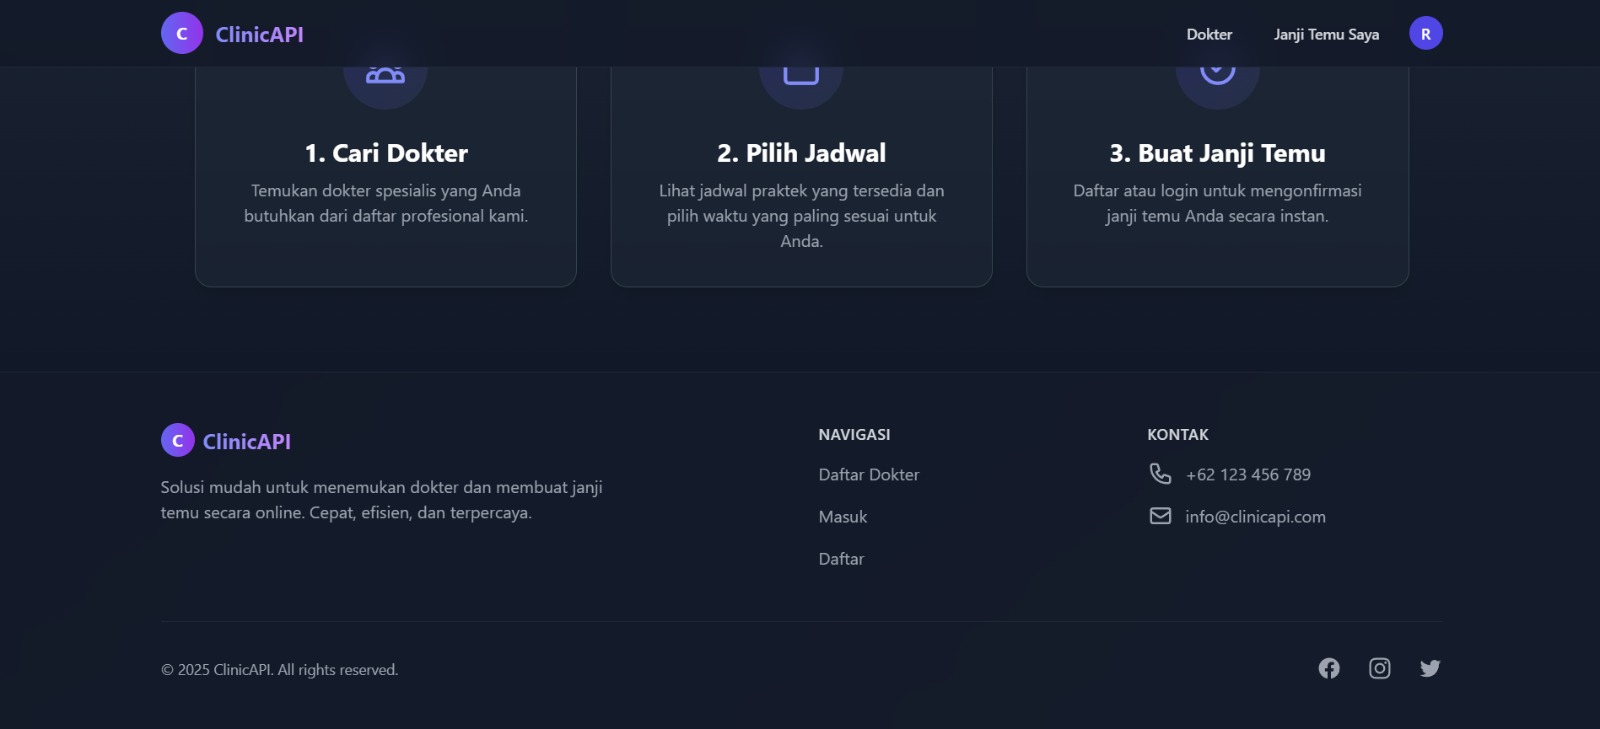 C ClinicAPI
Dokter
Janji Temu Saya
R
1. Cari Dokter
Temukan dokter spesialis yang Anda
butuhkan dari daftar profesional kami.
2. Pilih Jadwal
Lihat jadwal praktek yang tersedia dan
pilih waktu yang paling sesuai untuk
Anda.
3. Buat Janji Temu
Daftar atau login untuk mengonfirmasi
janji temu Anda secara instan.
C ClinicAPI
Solusi mudah untuk menemukan dokter dan membuat janji
temu secara online. Cepat, efisien, dan terpercaya.
NAVIGASI
Daftar Dokter
Masuk
Daftar
KONTAK
+62 123 456 789
info@clinicapi.com
© 2025 ClinicAPI. All rights reserved.